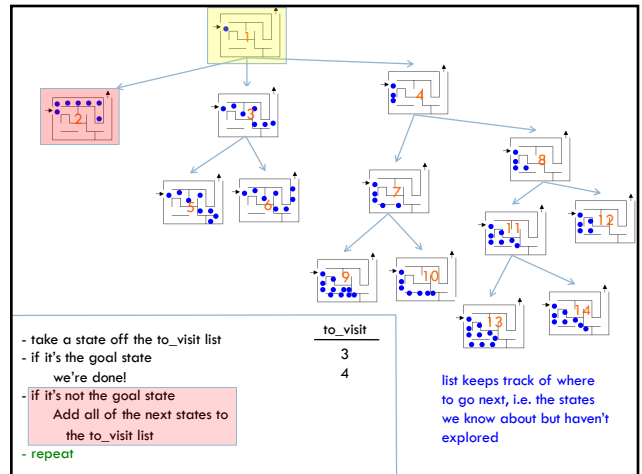 1
2
3
4
5
6
7
8
9
10
11
12
13
14
- take a state off the to_visit list
- if it's the goal state
we're done!
- if it's not the goal state
Add all of the next states to
the to_visit list
- repeat
to_visit
3
4
list keeps track of where
to go next, i.e. the states
we know about but haven't
explored